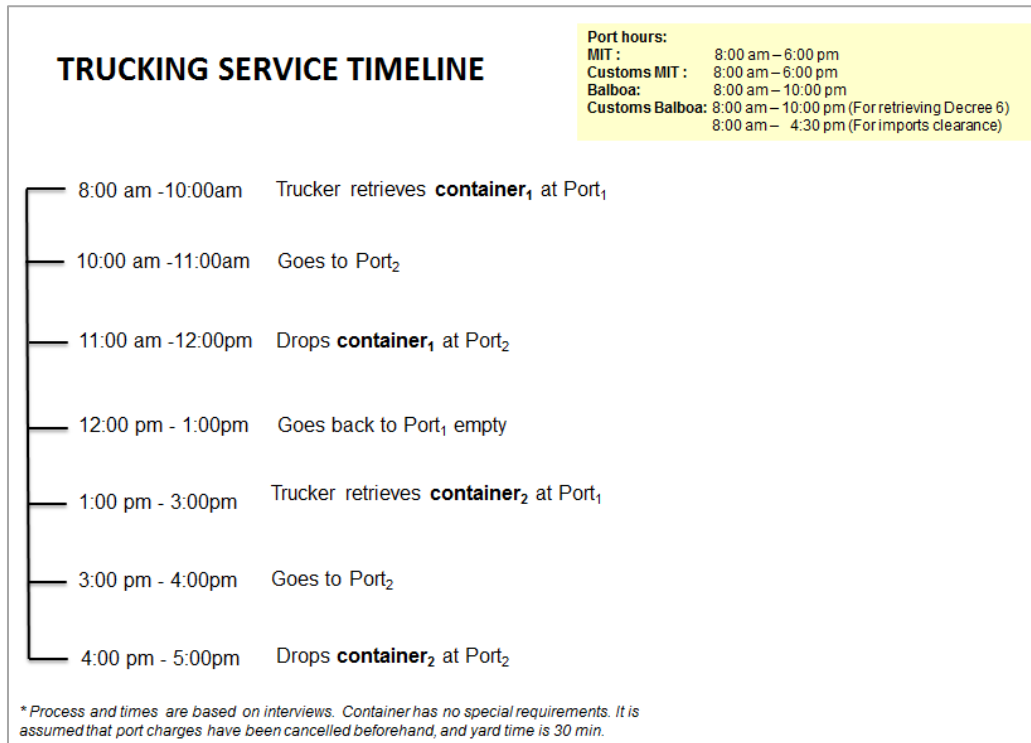 TRUCKING SERVICE TIMELINE
Port hours:
MIT : 8:00 am – 6:00 pm
Customs MIT : 8:00 am – 6:00 pm
Balboa: 8:00 am – 10:00 pm
Customs Balboa: 8:00 am – 10:00 pm (For retrieving Decree 6)
8:00 am – 4:30 pm (For imports clearance)
8:00 am -10:00am Trucker retrieves container₁ at Port₁
10:00 am -11:00am Goes to Port₂
11:00 am -12:00pm Drops container₁ at Port₂
12:00 pm - 1:00pm Goes back to Port₁ empty
1:00 pm - 3:00pm Trucker retrieves container₂ at Port₁
3:00 pm - 4:00pm Goes to Port₂
4:00 pm - 5:00pm Drops container₂ at Port₂
* Process and times are based on interviews. Container has no special requirements. It is
assumed that port charges have been cancelled beforehand, and yard time is 30 min.